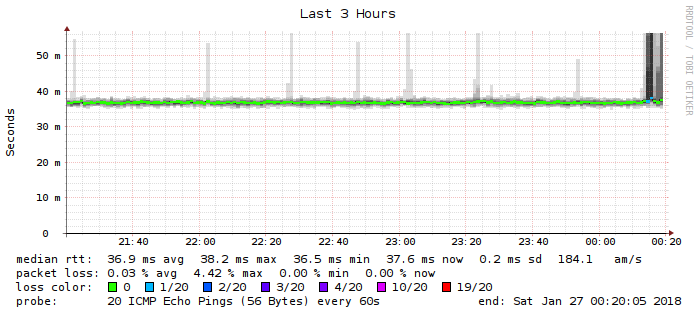 Last 3 Hours
RRDTOOL / TOBI OETIKER
Seconds
50 m
40 m
30 m
20 m
10 m
0
21:40 22:00 22:20 22:40 23:00 23:20 23:40 00:00 00:20
median rtt: 36.9 ms avg 38.2 ms max 36.5 ms min 37.6 ms now 0.2 ms sd 184.1 am/s
packet loss: 0.03 % avg 4.42 % max 0.00 % min 0.00 % now
loss color: 0 1/20 2/20 3/20 4/20 10/20 19/20
probe: 20 ICMP Echo Pings (56 Bytes) every 60s end: Sat Jan 27 00:20:05 2018